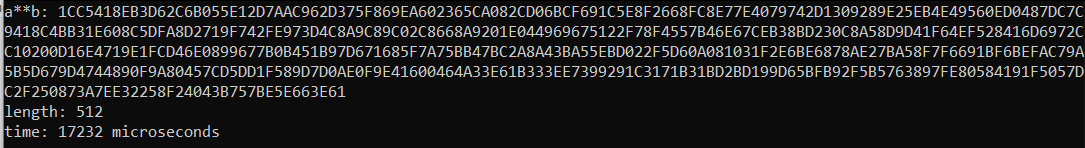 a**b: 1CC5418EB3D62C6B055E12D7AAC962D375F869EA602365CA082CD06BCF691C5E8F2668FC8E77E4079742D1309289E25EB4E49560ED0487DC7C
9418C4BB31E608C5DFA8D2719F742FE973D4C8A9C89C02C8668A9201E044969675122F78F4557B46E67CEB38BD230C8A58D9D41F64EF528416D6972C
C10200D16E4719E1FCD46E0899677B0B451B97D671685F7A75BB47BC2A8A43BA55EBD022F5D60A081031F2E6BE6878AE27BA58F7F6691BF6BEFAC79A
5B5D679D4744890F9A80457CD5DD1F589D7D0AE0F9E41600464A33E61B333EE7399291C3171B31BD2BD199D65BFB92F5B5763897FE80584191F5057D
C2F250873A7EE32258F24043B757BE5E663E61
length: 512
time: 17232 microseconds